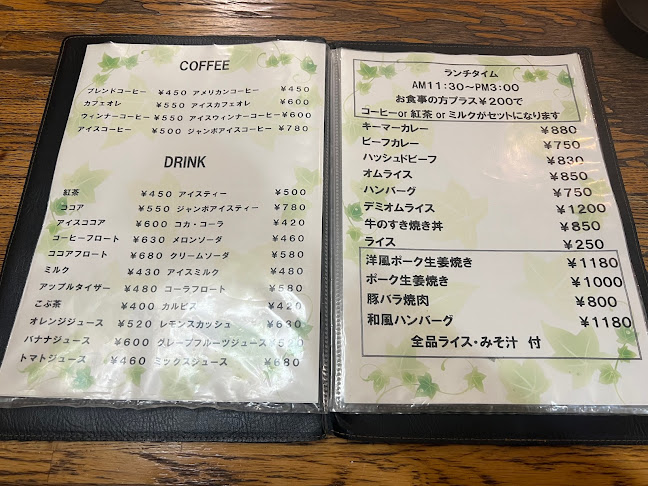 COFFEE
ブレンドコーヒー ¥450 アメリカンコーヒー ¥450
カフェオレ ¥550 アイスカフェオレ ¥600
ウィンナーコーヒー ¥550 アイスウィンナーコーヒー ¥600
アイスコーヒー ¥500 ジャンボアイスコーヒー ¥780
DRINK
紅茶 ¥450 アイスティー ¥500
ココア ¥550 ジャンボアイスティー ¥780
アイスココア ¥600 コカ・コーラ ¥420
コーヒーフロート ¥630 メロンソーダ ¥460
ココアフロート ¥680 クリームソーダ ¥580
ミルク ¥430 アイスミルク ¥480
アップルタイザー ¥480 コーラフロート ¥580
こぶ茶 ¥400 カルピス ¥420
オレンジジュース ¥520 レモンスカッシュ ¥630
バナナジュース ¥600 グレープフルーツジュース ¥520
トマトジュース ¥460 ミックスジュース ¥680
ランチタイム
AM11:30~PM3:00
お食事の方プラス¥200で
コーヒーor 紅茶 or ミルクがセットになります
キーマーカレー ¥880
ビーフカレー ¥750
ハッシュドビーフ ¥830
オムライス ¥850
ハンバーグ ¥750
デミオムライス ¥1200
牛のすき焼き丼 ¥850
ライス ¥250
洋風ポーク生姜焼き ¥1180
ポーク生姜焼き ¥1000
豚バラ焼肉 ¥800
和風ハンバーグ ¥1180
全品ライス・みそ汁 付